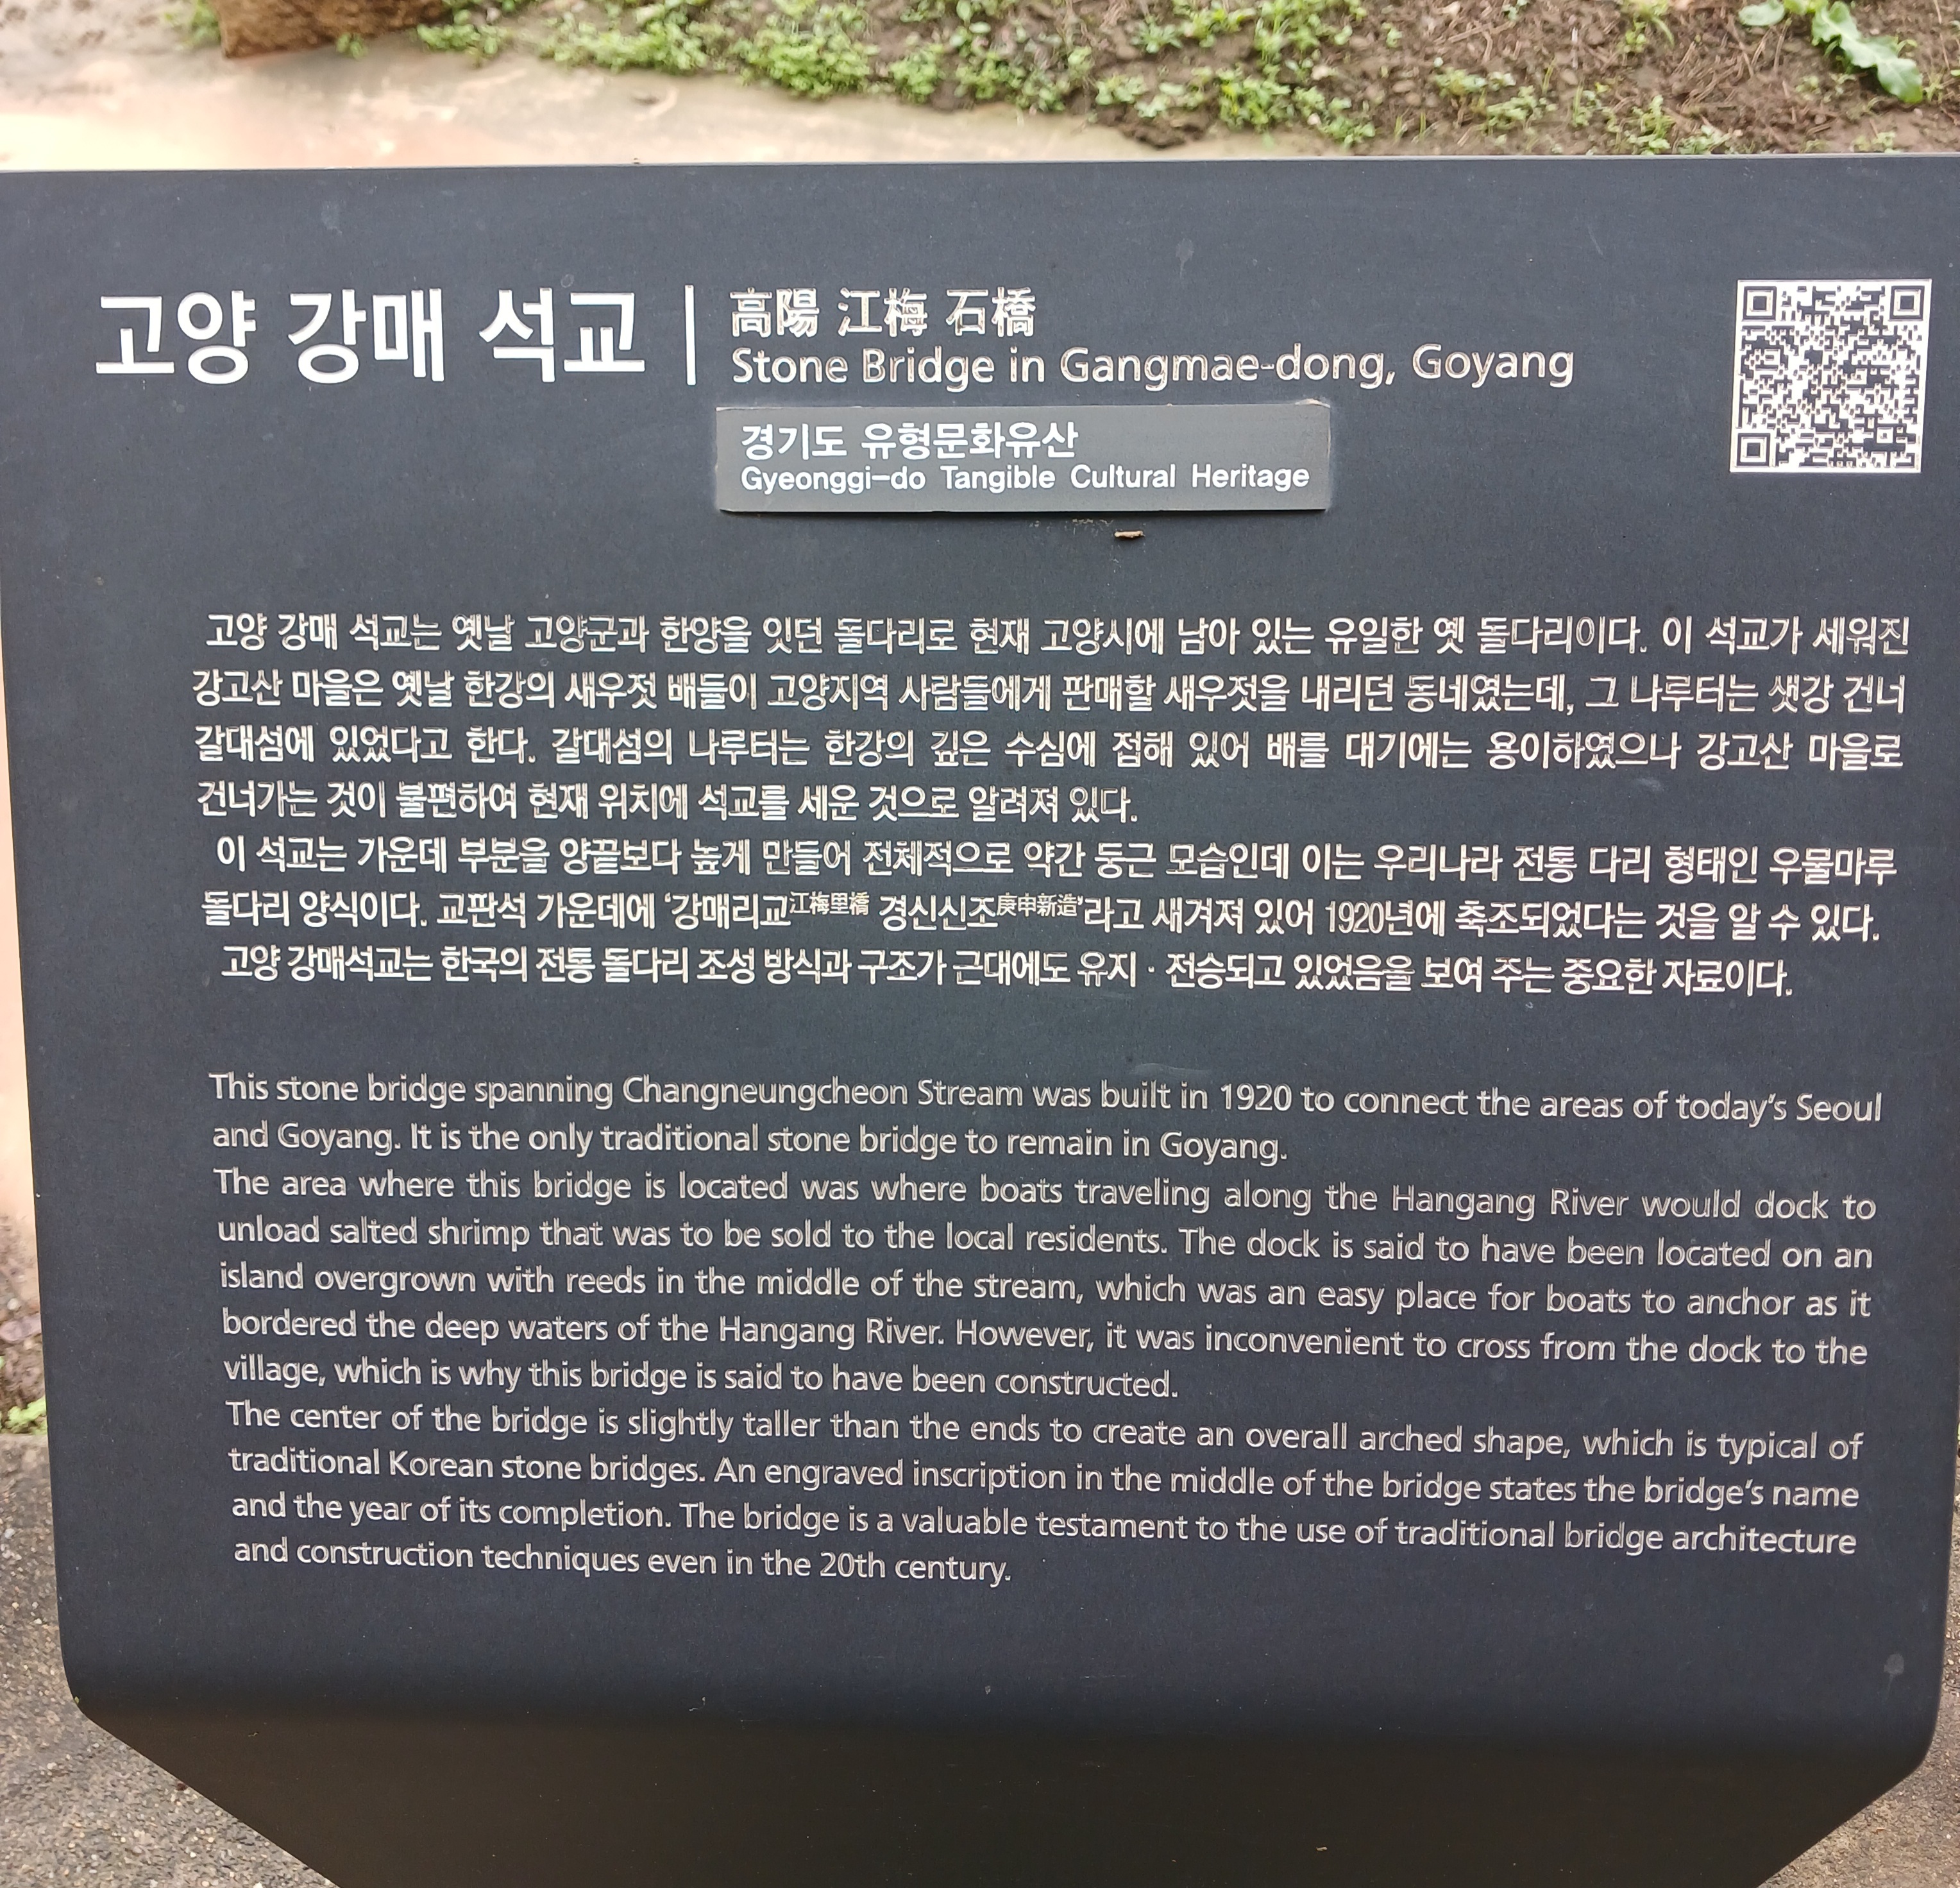 고양 강매 석교
高陽 江梅 石橋
Stone Bridge in Gangmae-dong, Goyang
경기도 유형문화유산
Gyeonggi-do Tangible Cultural Heritage
고양 강매 석교는 옛날 고양군과 한양을 잇던 돌다리로 현재 고양시에 남아 있는 유일한 옛 돌다리이다. 이 석교가 세워진
강고산 마을은 옛날 한강의 새우젓 배들이 고양지역 사람들에게 판매할 새우젓을 내리던 동네였는데, 그 나루터는 샛강 건너
갈대섬에 있었다고 한다. 갈대섬의 나루터는 한강의 깊은 수심에 접해 있어 배를 대기에는 용이하였으나 강고산 마을로
건너가는 것이 불편하여 현재 위치에 석교를 세운 것으로 알려져 있다.
이 석교는 가운데 부분을 양끝보다 높게 만들어 전체적으로 약간 둥근 모습인데 이는 우리나라 전통 다리 형태인 우물마루
돌다리 양식이다. 교판석 가운데에 ‘강매리교江梅里橋 경신신조庚申新造’라고 새겨져 있어 1920년에 축조되었다는 것을 알 수 있다.
고양 강매석교는 한국의 전통 돌다리 조성 방식과 구조가 근대에도 유지 · 전승되고 있었음을 보여 주는 중요한 자료이다.
This stone bridge spanning Changneungcheon Stream was built in 1920 to connect the areas of today’s Seoul
and Goyang. It is the only traditional stone bridge to remain in Goyang.
The area where this bridge is located was where boats traveling along the Hangang River would dock to
unload salted shrimp that was to be sold to the local residents. The dock is said to have been located on an
island overgrown with reeds in the middle of the stream, which was an easy place for boats to anchor as it
bordered the deep waters of the Hangang River. However, it was inconvenient to cross from the dock to the
village, which is why this bridge is said to have been constructed.
The center of the bridge is slightly taller than the ends to create an overall arched shape, which is typical of
traditional Korean stone bridges. An engraved inscription in the middle of the bridge states the bridge’s name
and the year of its completion. The bridge is a valuable testament to the use of traditional bridge architecture
and construction techniques even in the 20th century.